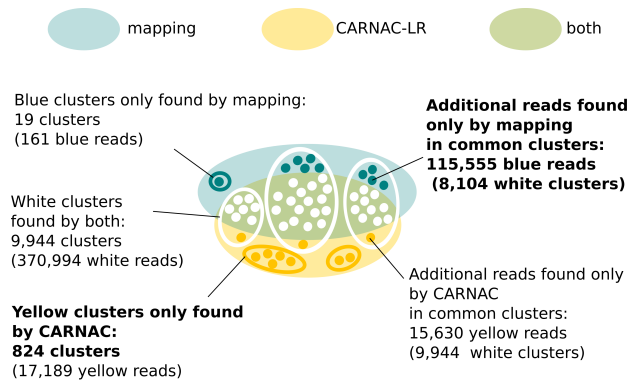 mapping
CARNAC-LR
both
Blue clusters only found by mapping:
19 clusters
(161 blue reads)
Additional reads found
only by mapping
in common clusters:
115,555 blue reads
(8,104 white clusters)
White clusters
found by both:
9,944 clusters
(370,994 white reads)
Additional reads found only
by CARNAC
in common clusters:
15,630 yellow reads
(9,944 white clusters)
Yellow clusters only found
by CARNAC:
824 clusters
(17,189 yellow reads)